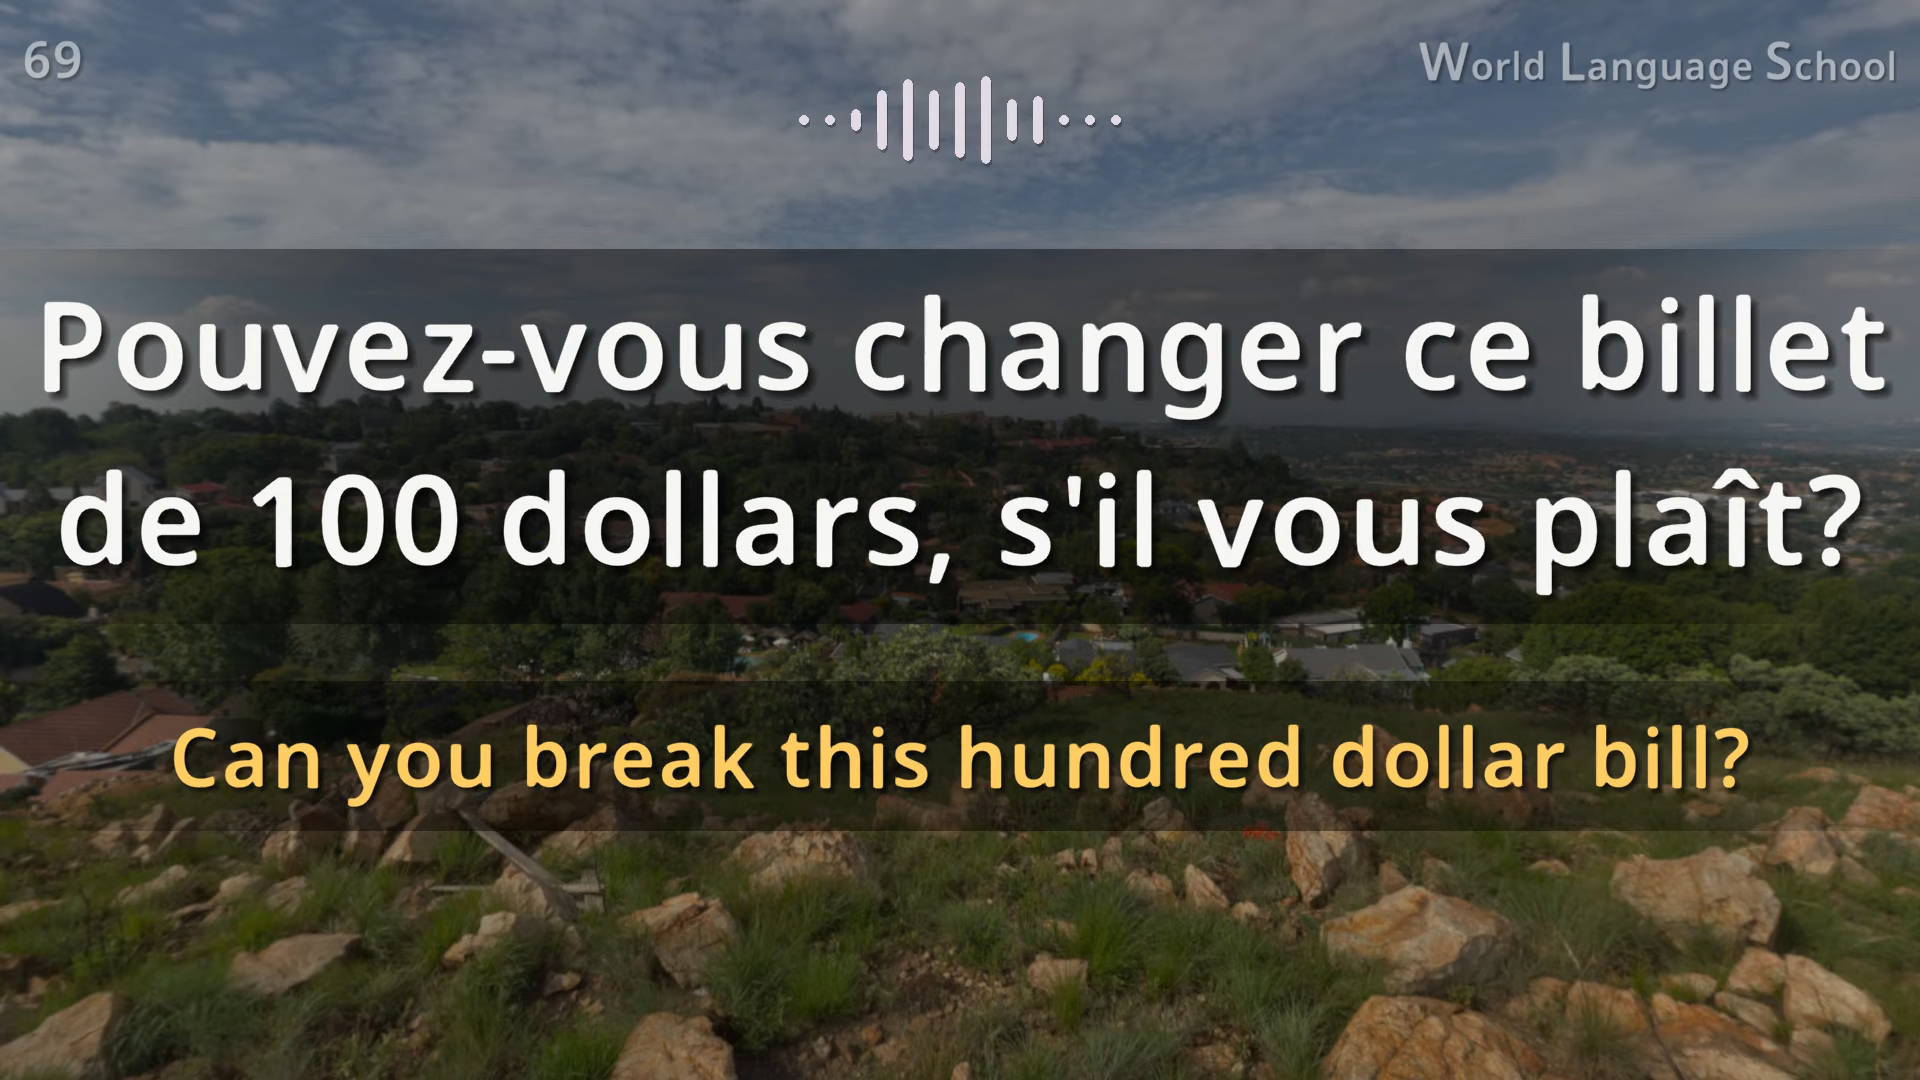 69
World Language School
Pouvez-vous changer ce billet
de 100 dollars, s'il vous plaît?
Can you break this hundred dollar bill?